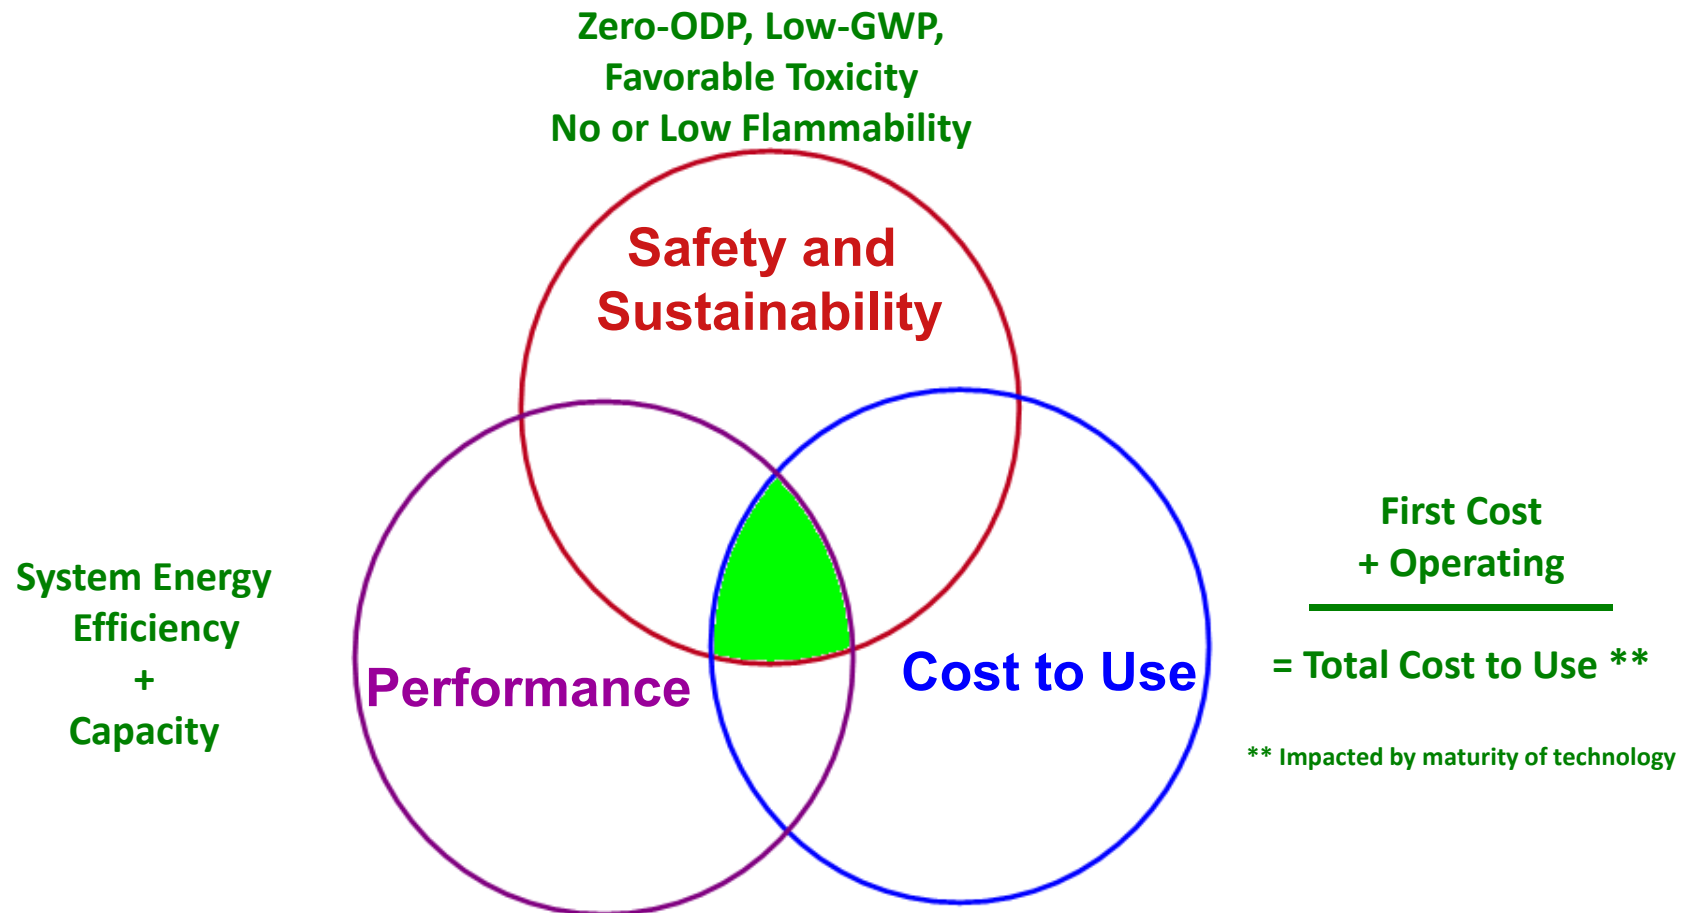 Zero-ODP, Low-GWP,
Favorable Toxicity
No or Low Flammability
Safety and
Sustainability
System Energy
Efficiency
+
Capacity
Performance
Cost to Use
First Cost
+ Operating
= Total Cost to Use **
** Impacted by maturity of technology